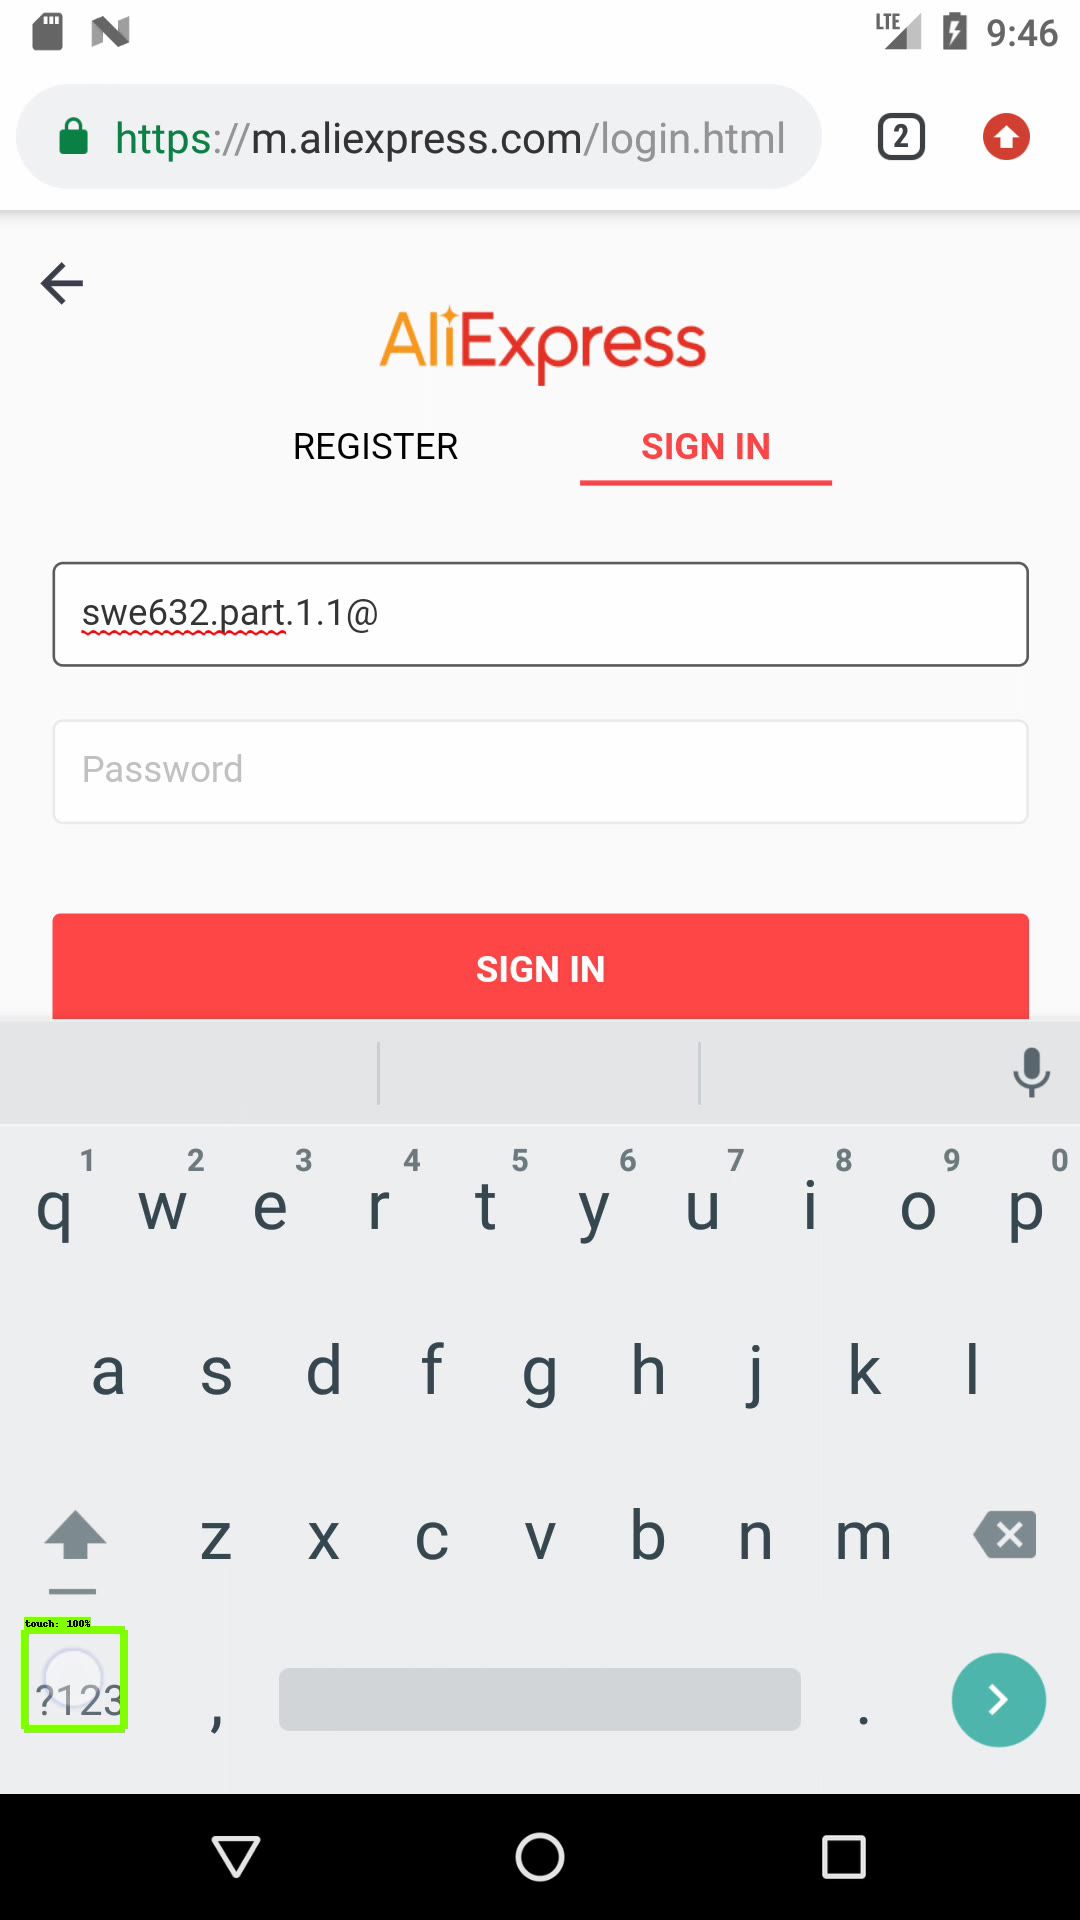 LTE 9:46
https://m.aliexpress.com/login.html 2
AliExpress
REGISTER SIGN IN
swe632.part.1.1@
Password
SIGN IN
1 2 3 4 5 6 7 8 9 0
q w e r t y u i o p
a s d f g h j k l
z x c v b n m
touch: 100%
?123 , .